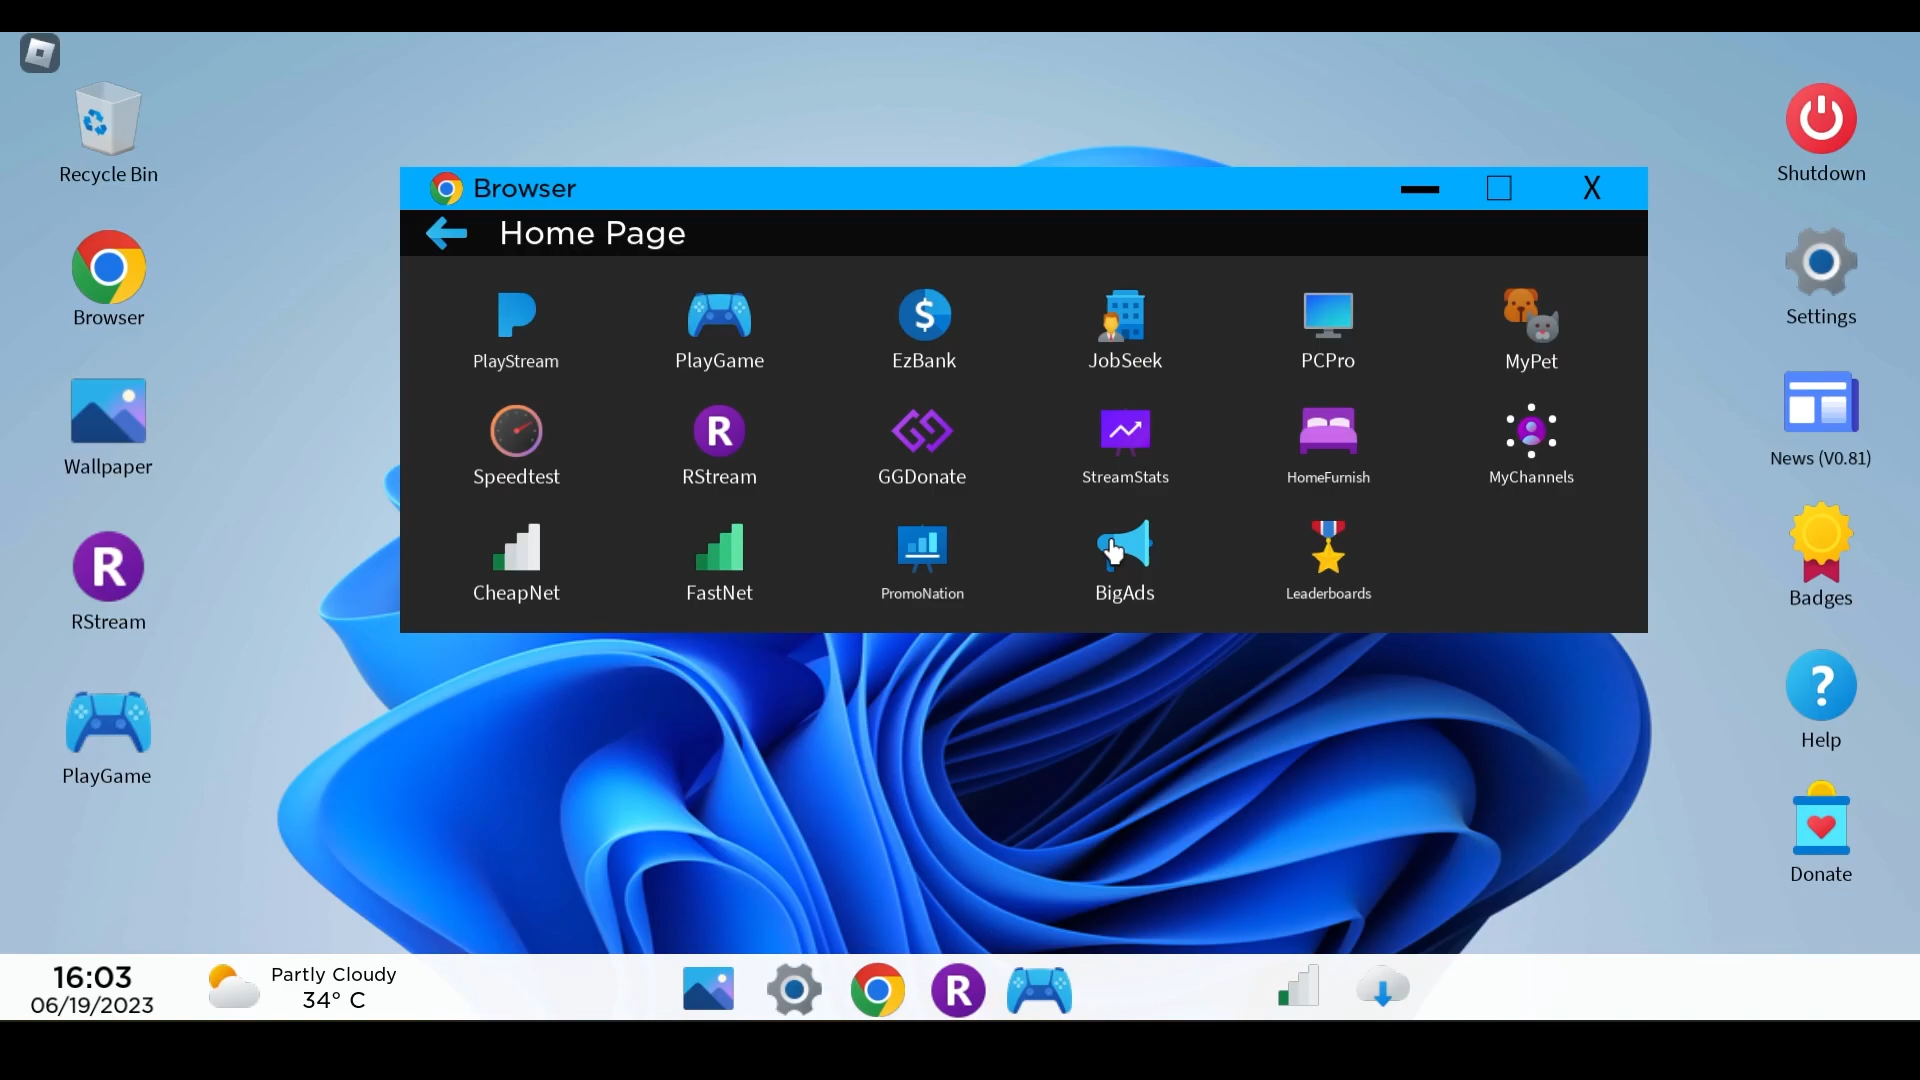 Recycle Bin
Browser
Wallpaper
R
RStream
PlayGame
Browser
X
Home Page
PlayStream
PlayGame
$
EzBank
JobSeek
PCPro
MyPet
Speedtest
R
RStream
GGDonate
StreamStats
HomeFurnish
MyChannels
CheapNet
FastNet
PromoNation
BigAds
Leaderboards
Shutdown
Settings
News (V0.81)
Badges
?
Help
Donate
16:03
06/19/2023
Partly Cloudy
34° C
R